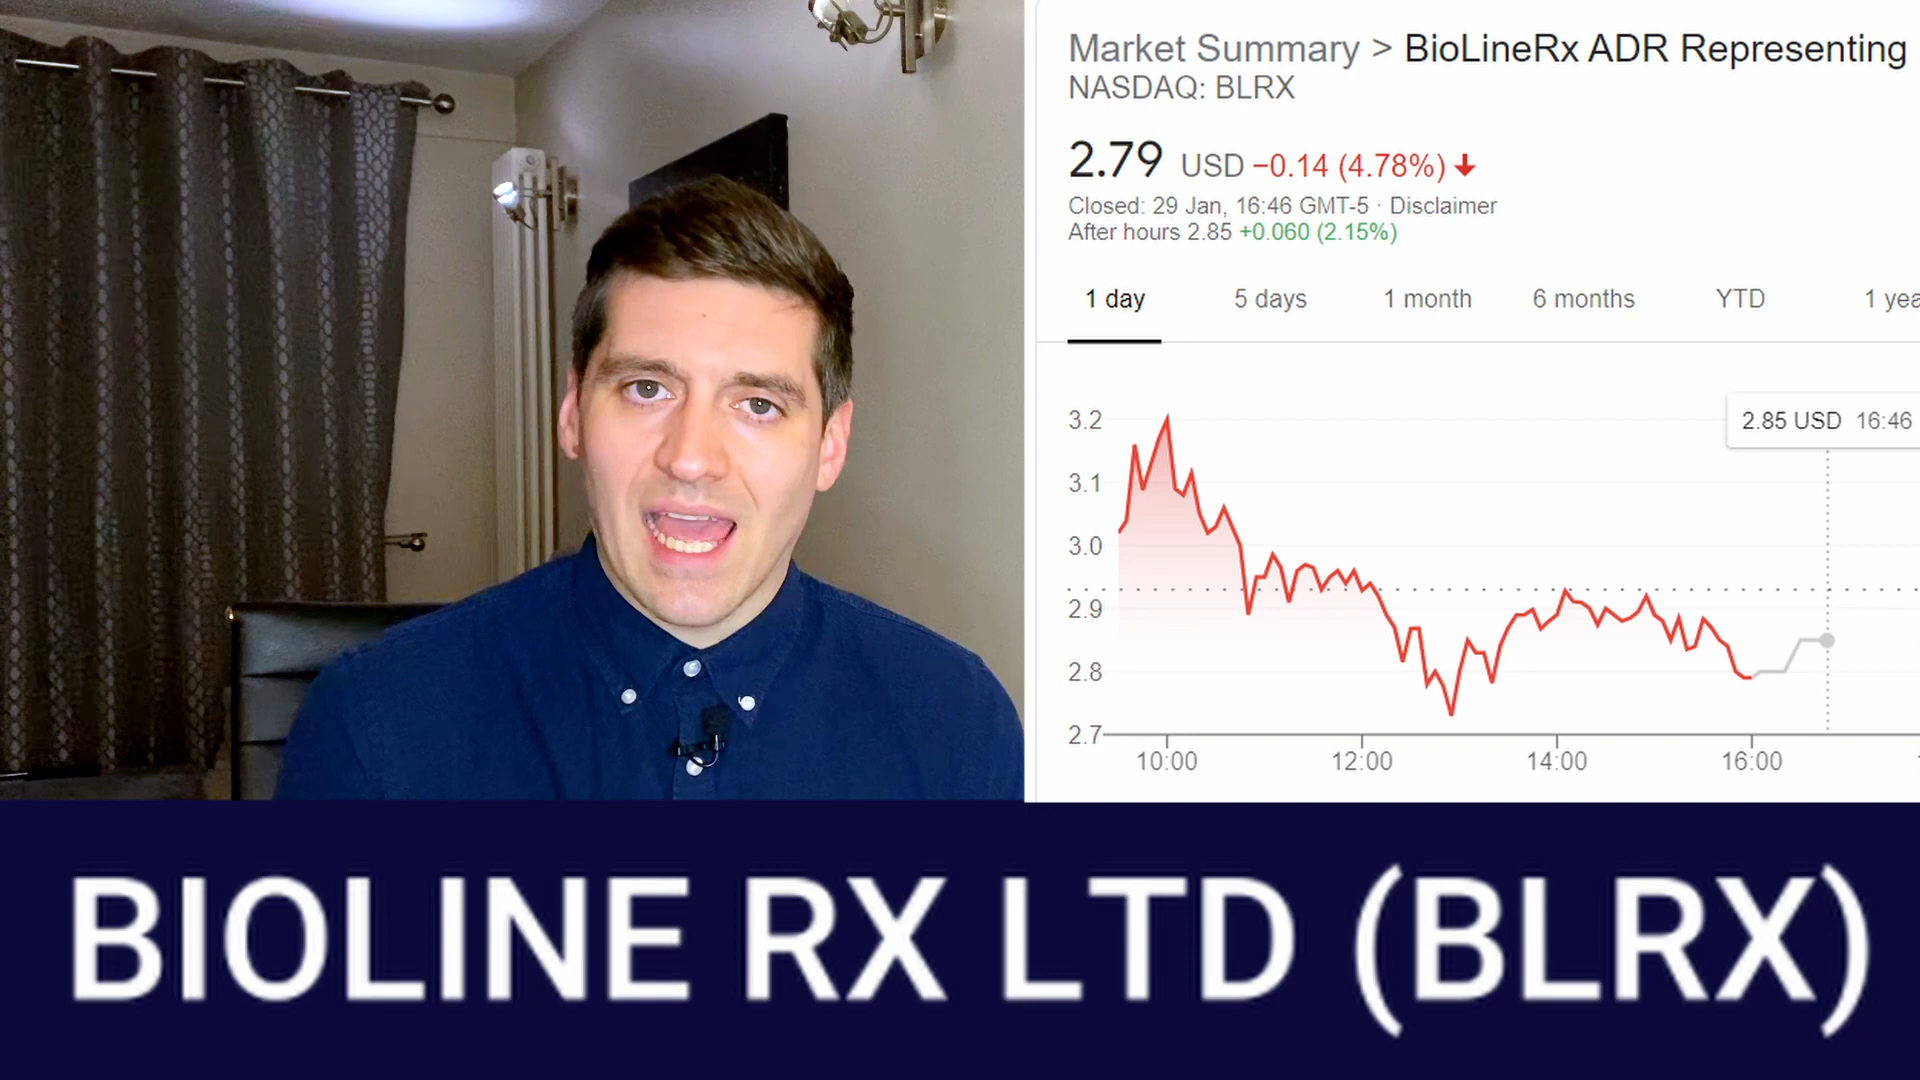 Market Summary > BioLineRx ADR Representing
NASDAQ: BLRX
2.79 USD −0.14 (4.78%) ↓
Closed: 29 Jan, 16:46 GMT-5 · Disclaimer
After hours 2.85 +0.060 (2.15%)
1 day 5 days 1 month 6 months YTD 1 yea
2.85 USD 16:46
3.2
3.1
3.0
2.9
2.8
2.7
10:00 12:00 14:00 16:00
BIOLINE RX LTD (BLRX)